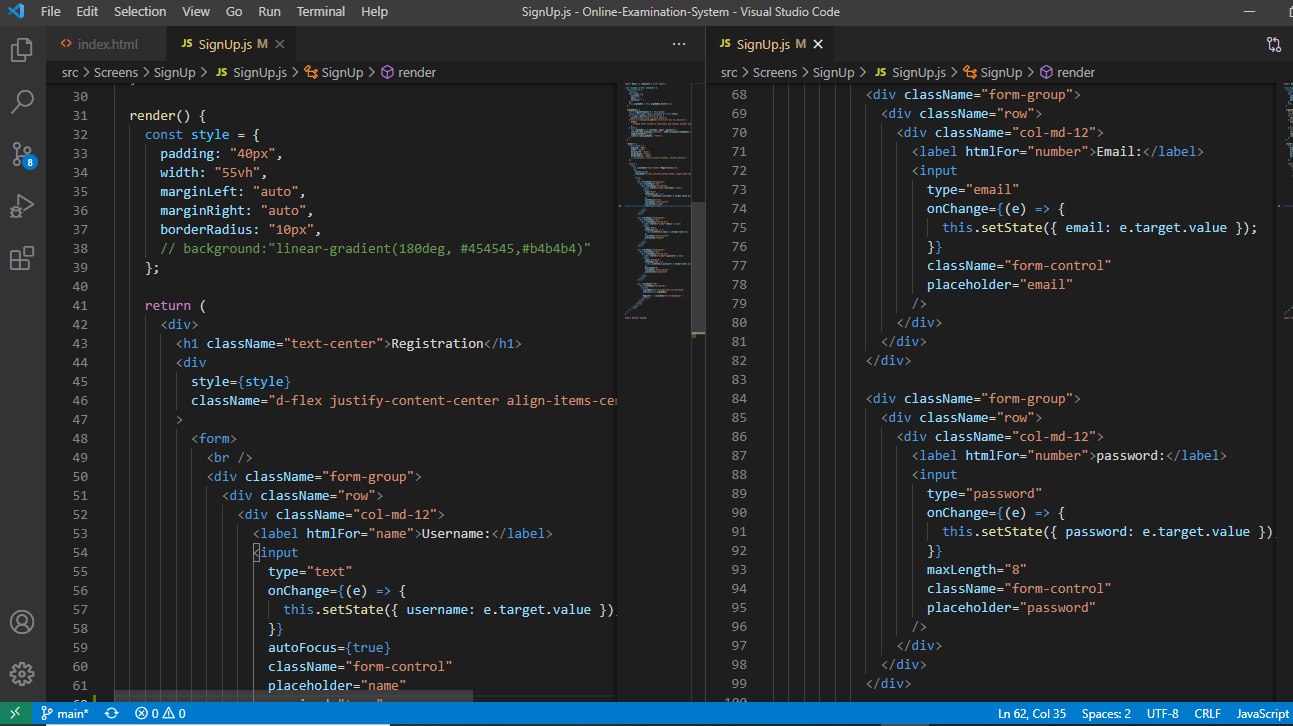 File Edit Selection View Go Run Terminal Help SignUp.js - Online-Examination-System - Visual Studio Code
<> index.html JS SignUp.js M × ···
src > Screens > SignUp > JS SignUp.js > SignUp > render
30
31 render() {
32 const style = {
33 padding: "40px",
34 width: "55vh",
35 marginLeft: "auto",
36 marginRight: "auto",
37 borderRadius: "10px",
38 // background:"linear-gradient(180deg, #454545,#b4b4b4)"
39 };
40
41 return (
42 <div>
43 <h1 className="text-center">Registration</h1>
44 <div
45 style={style}
46 className="d-flex justify-content-center align-items-cen
47 >
48 <form>
49 <br />
50 <div className="form-group">
51 <div className="row">
52 <div className="col-md-12">
53 <label htmlFor="name">Username:</label>
54 <input
55 type="text"
56 onChange={(e) => {
57 this.setState({ username: e.target.value });
58 }}
59 autoFocus={true}
60 className="form-control"
61 placeholder="name"
JS SignUp.js M ×
src > Screens > SignUp > JS SignUp.js > SignUp > render
68 <div className="form-group">
69 <div className="row">
70 <div className="col-md-12">
71 <label htmlFor="number">Email:</label>
72 <input
73 type="email"
74 onChange={(e) => {
75 this.setState({ email: e.target.value });
76 }}
77 className="form-control"
78 placeholder="email"
79 />
80 </div>
81 </div>
82 </div>
83
84 <div className="form-group">
85 <div className="row">
86 <div className="col-md-12">
87 <label htmlFor="number">password:</label>
88 <input
89 type="password"
90 onChange={(e) => {
91 this.setState({ password: e.target.value })
92 }}
93 maxLength="8"
94 className="form-control"
95 placeholder="password"
96 />
97 </div>
98 </div>
99 </div>
100
8
main* 0 0 Ln 62, Col 35 Spaces: 2 UTF-8 CRLF JavaScript